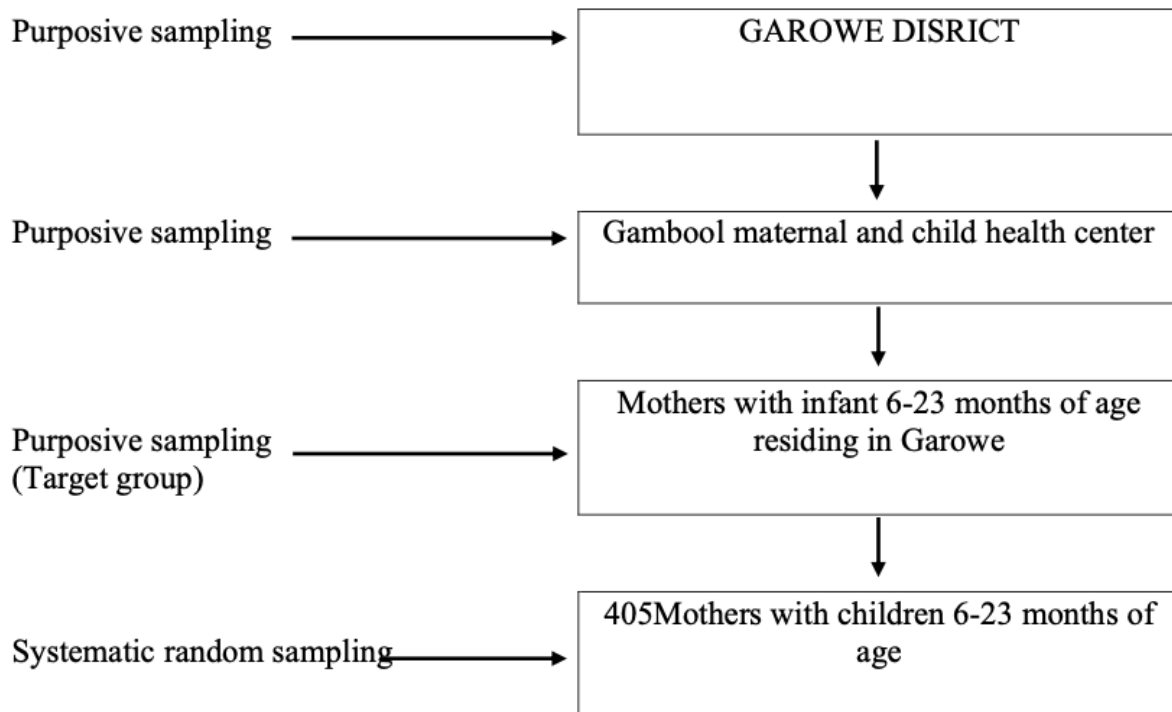 Purposive sampling
GAROWE DISRICT
Purposive sampling
Gambool maternal and child health center
Purposive sampling
(Target group)
Mothers with infant 6-23 months of age
residing in Garowe
Systematic random sampling
405Mothers with children 6-23 months of
age